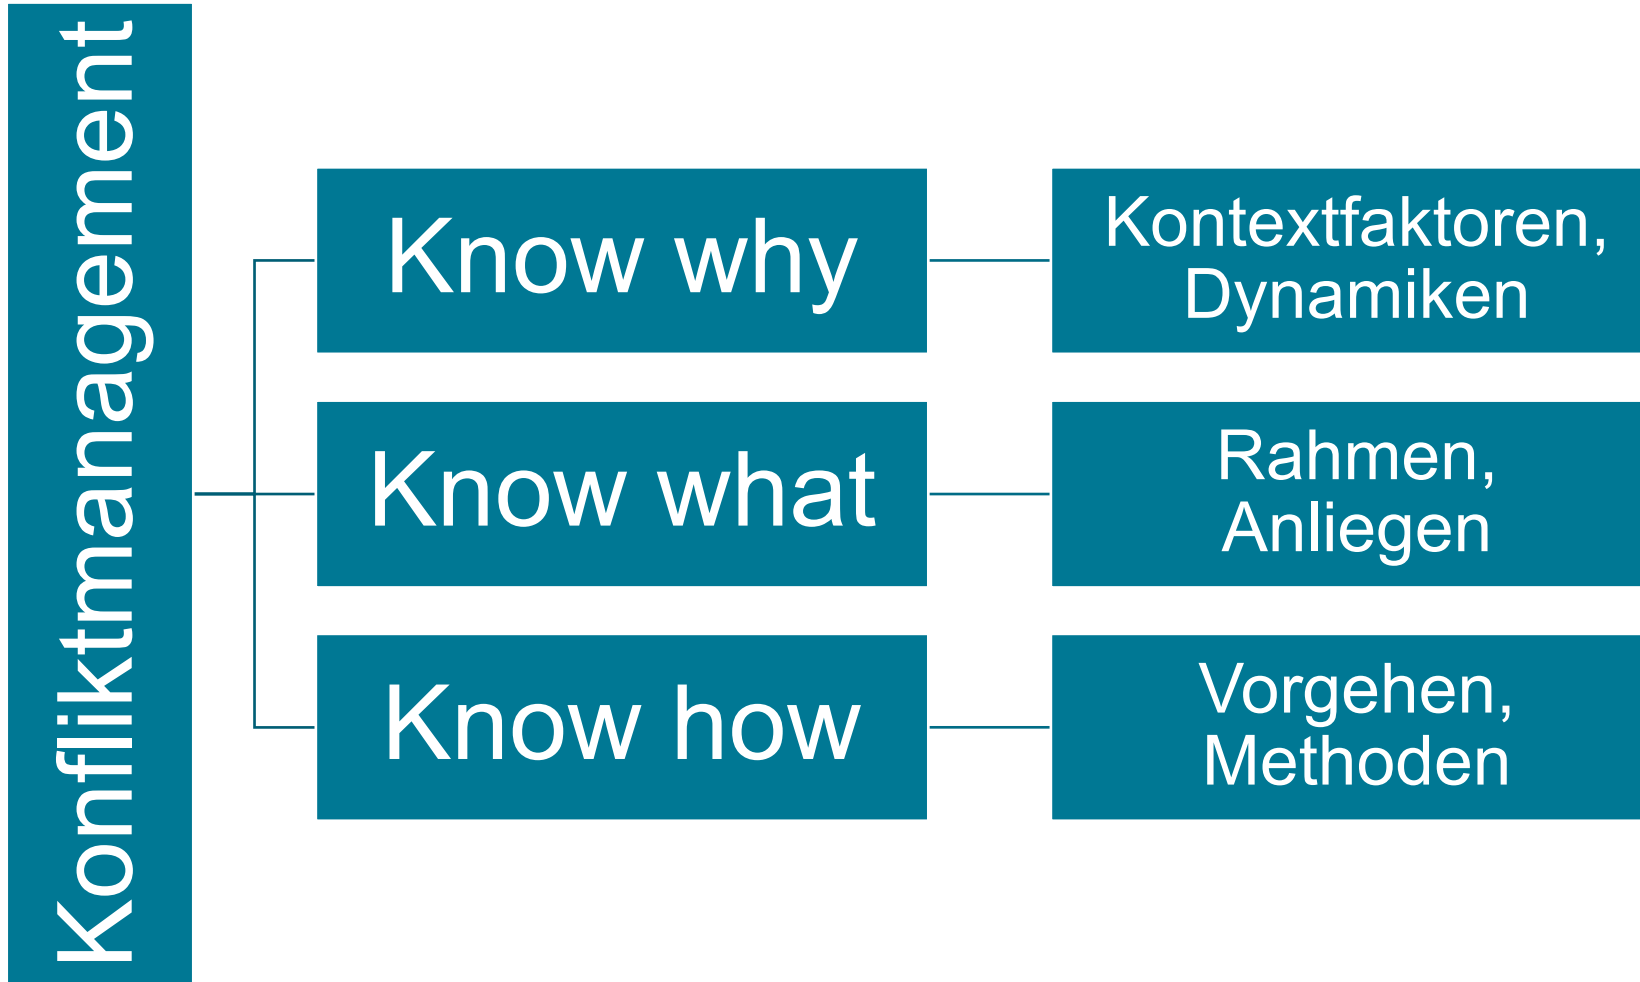 Konfliktmanagement
Know why
Kontextfaktoren,
Dynamiken
Know what
Rahmen,
Anliegen
Know how
Vorgehen,
Methoden